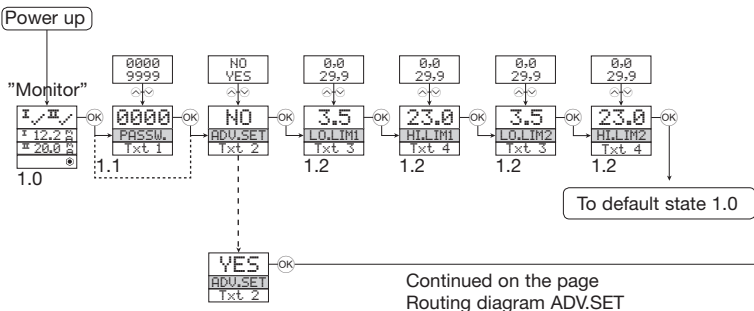 Power up
"Monitor"
0000
9999
NO
YES
0,0
29,9
0,0
29,9
0,0
29,9
0,0
29,9
I / II /
I 12.2
II 20.0
1.0
OK
1.1
0000
PASSW.
Txt 1
OK
NO
ADV.SET
Txt 2
OK
3.5
LO.LIM1
Txt 3
1.2
OK
23.0
HI.LIM1
Txt 4
1.2
OK
3.5
LO.LIM2
Txt 3
1.2
OK
23.0
HI.LIM2
Txt 4
1.2
OK
To default state 1.0
YES
ADV.SET
Txt 2
OK
Continued on the page
Routing diagram ADV.SET